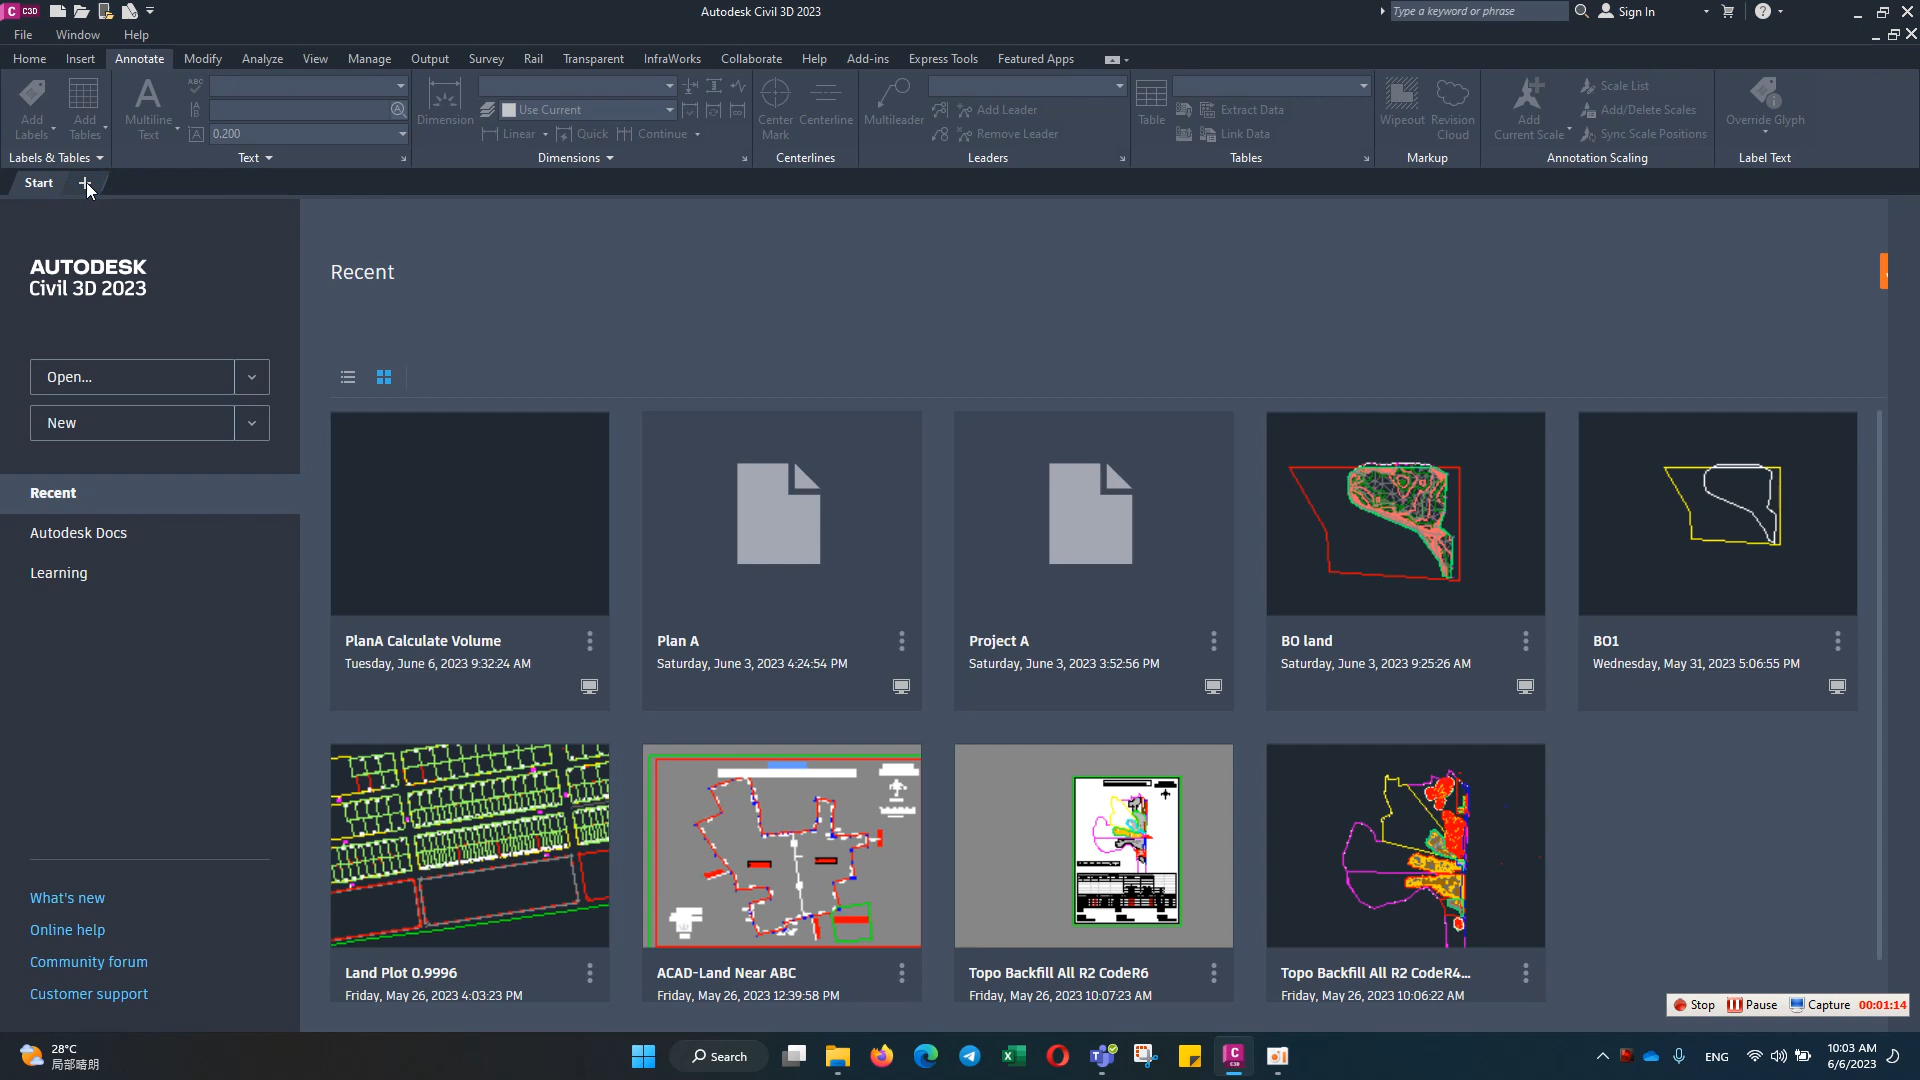 C C3D
Autodesk Civil 3D 2023
Type a keyword or phrase
Sign In
File Window Help
Home Insert Annotate Modify Analyze View Manage Output Survey Rail Transparent InfraWorks Collaborate Help Add-ins Express Tools Featured Apps
Add Labels
Add Tables
Labels & Tables
Multiline Text
0.200
Text
Dimension
Use Current
Linear Quick Continue
Dimensions
Center Mark
Centerline
Centerlines
Multileader
Add Leader
Remove Leader
Leaders
Table
Extract Data
Link Data
Tables
Wipeout
Revision Cloud
Markup
Add Current Scale
Scale List
Add/Delete Scales
Sync Scale Positions
Annotation Scaling
Override Glyph
Label Text
Start
AUTODESK
Civil 3D 2023
Open...
New
Recent
Autodesk Docs
Learning
What's new
Online help
Community forum
Customer support
Recent
PlanA Calculate Volume
Tuesday, June 6, 2023 9:32:24 AM
Plan A
Saturday, June 3, 2023 4:24:54 PM
Project A
Saturday, June 3, 2023 3:52:56 PM
BO land
Saturday, June 3, 2023 9:25:26 AM
BO1
Wednesday, May 31, 2023 5:06:55 PM
Land Plot 0.9996
Friday, May 26, 2023 4:03:23 PM
ACAD-Land Near ABC
Friday, May 26, 2023 12:39:58 PM
Topo Backfill All R2 CodeR6
Friday, May 26, 2023 10:07:23 AM
Topo Backfill All R2 CodeR4...
Friday, May 26, 2023 10:06:22 AM
Stop Pause Capture 00:01:14
28°C
局部晴朗
Search
ENG
10:03 AM
6/6/2023